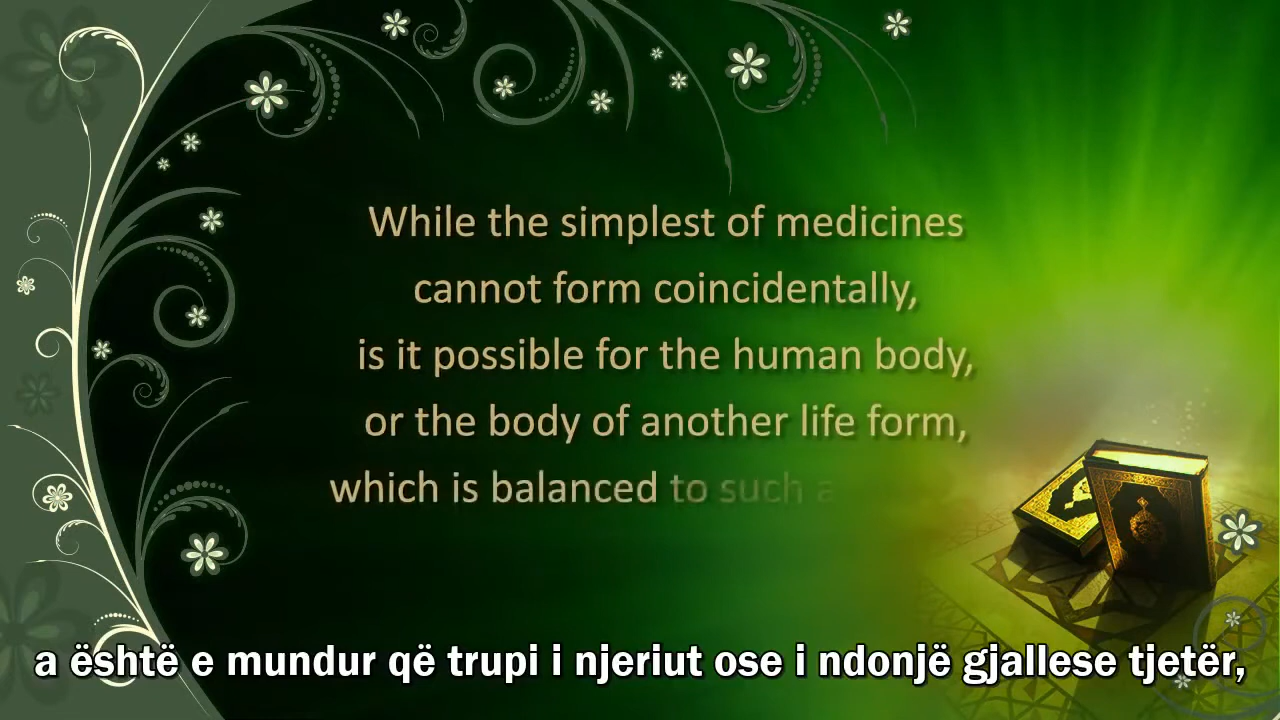 While the simplest of medicines
cannot form coincidentally,
is it possible for the human body,
or the body of another life form,
which is balanced to such a
a është e mundur që trupi i njeriut ose i ndonjë gjallese tjetër,